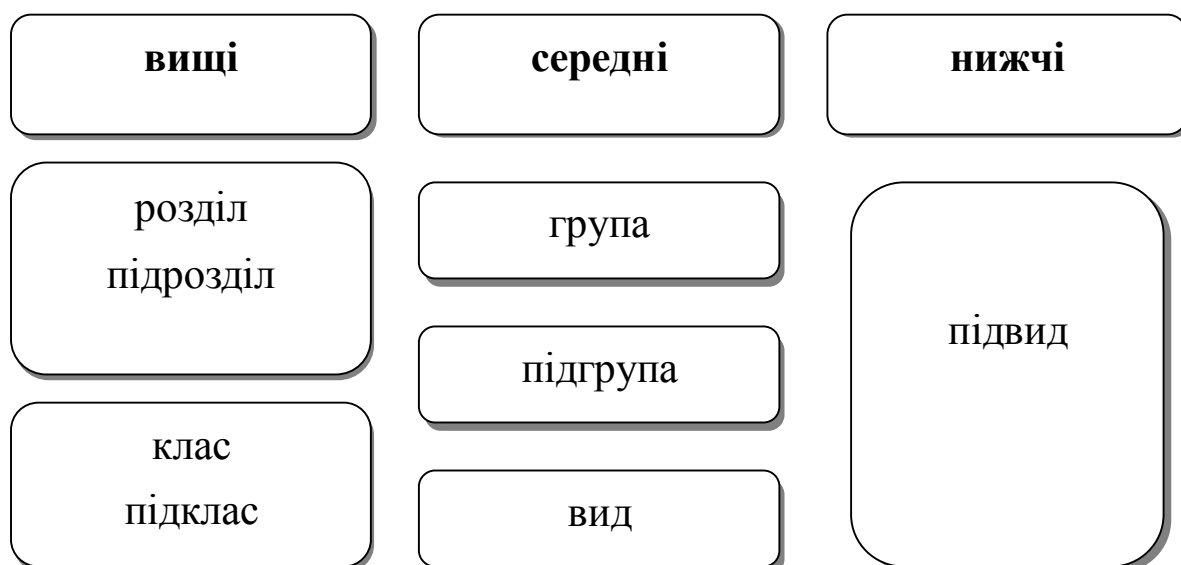 вищі
середні
нижчі
розділ
підрозділ
клас
підклас
група
підгрупа
вид
підвид